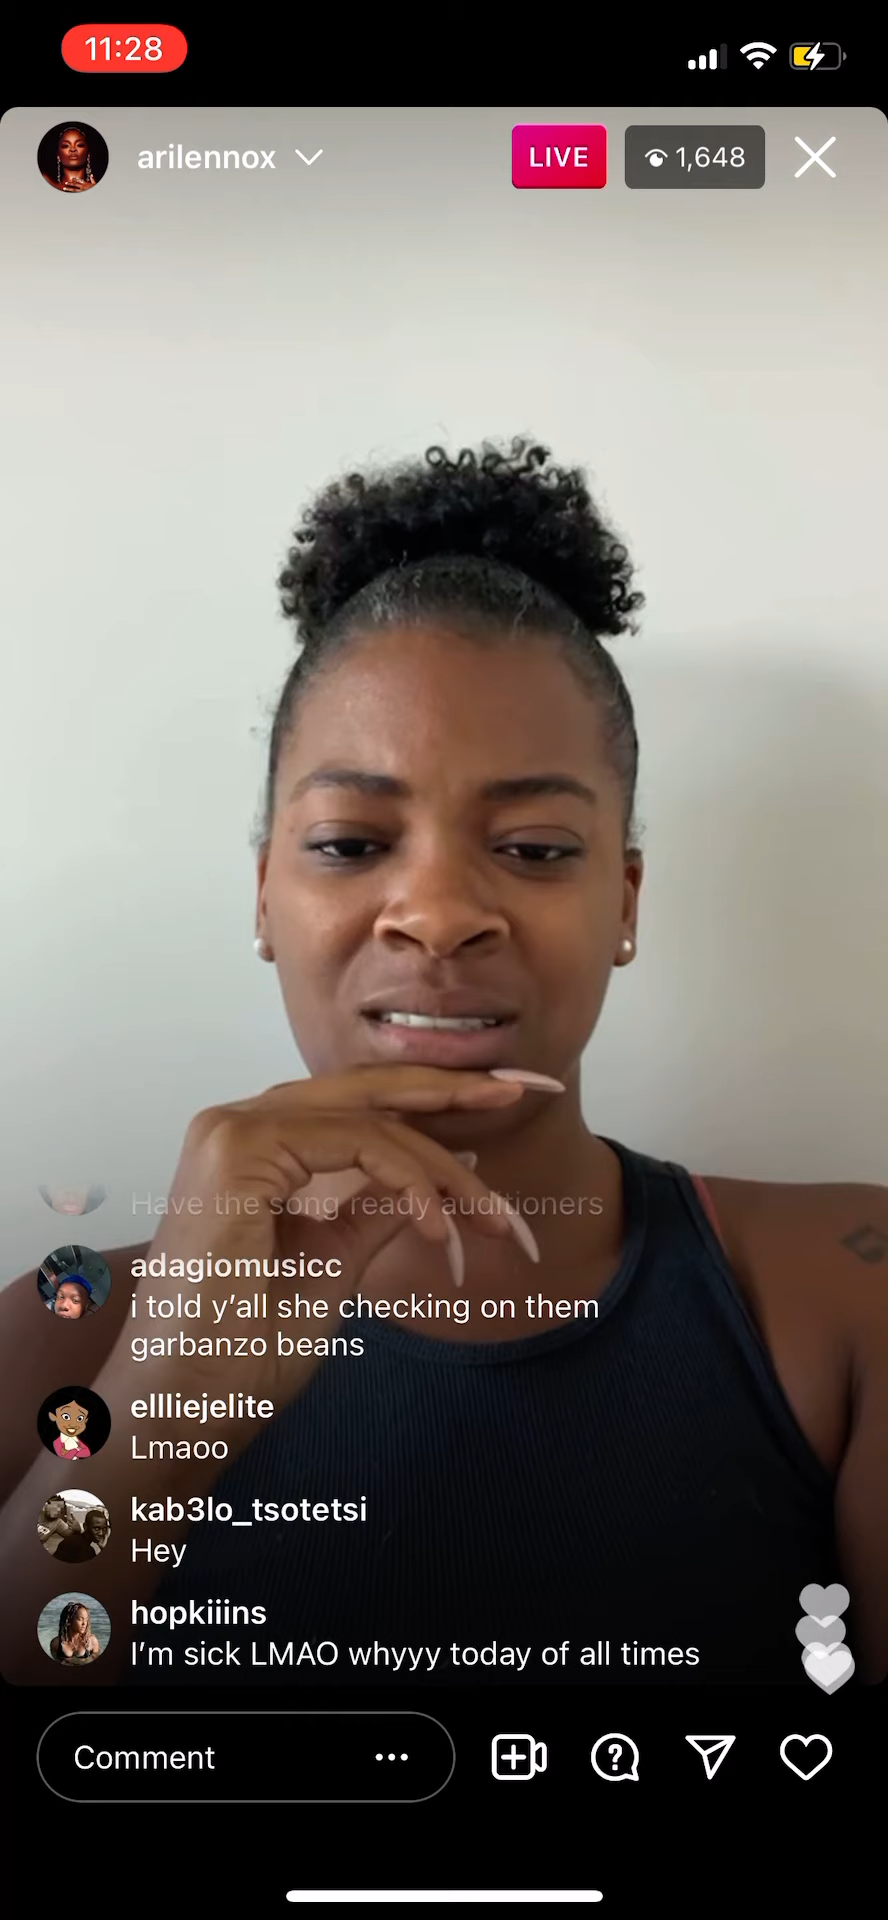 11:28
arilennox
LIVE
1,648
Have the song ready auditioners
adagiomusicc
i told y’all she checking on them
garbanzo beans
ellliejelite
Lmaoo
kab3lo_tsotetsi
Hey
hopkiiins
I’m sick LMAO whyyy today of all times
Comment